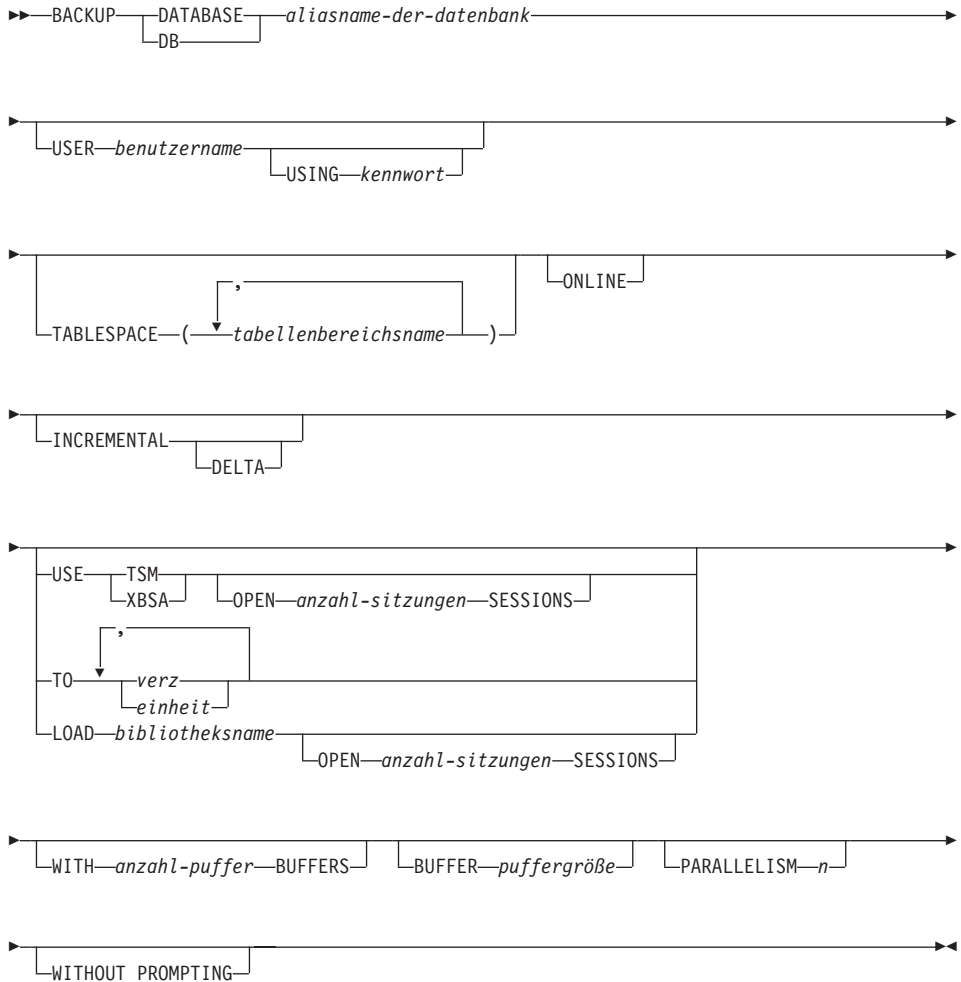 BACKUP DATABASE aliasname-der-datenbank
DB
USER benutzername
USING kennwort
,
ONLINE
TABLESPACE ( tabellenbereichsname )
INCREMENTAL
DELTA
USE TSM
XBSA OPEN anzahl-sitzungen SESSIONS
,
TO verz
einheit
LOAD bibliotheksname
OPEN anzahl-sitzungen SESSIONS
WITH anzahl-puffer BUFFERS BUFFER puffergröße PARALLELISM n
WITHOUT PROMPTING